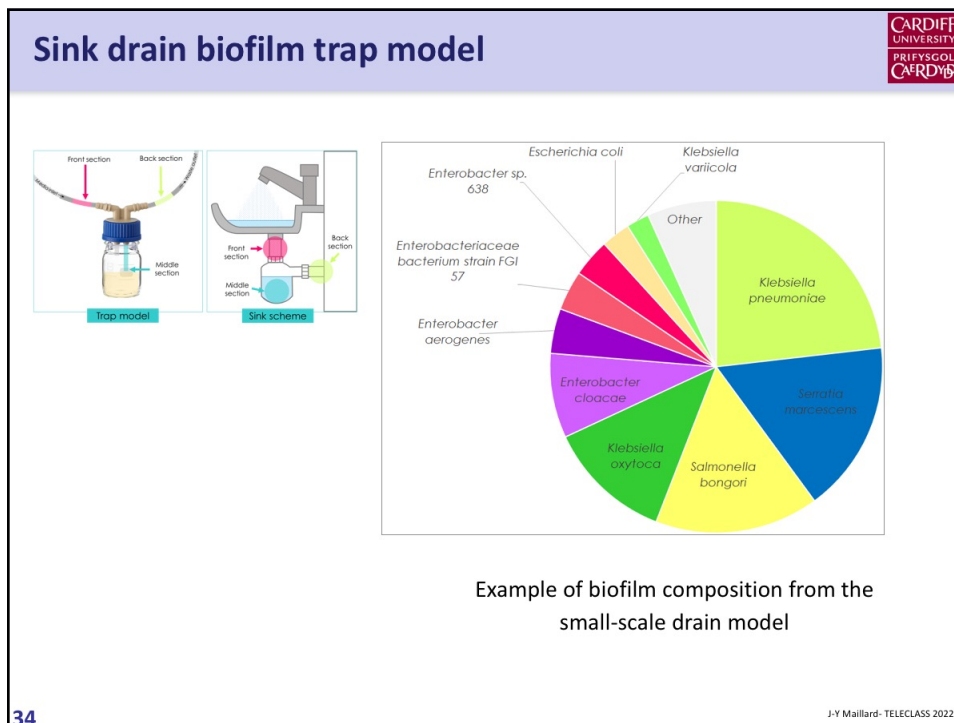 Sink drain biofilm trap model
CARDIFF
UNIVERSITY
PRIFYSGOL
CAERDYDD
Front section
Back section
Middle
section
Trap model
Front
section
Back
section
Middle
section
Sink scheme
Escherichia coli
Klebsiella
variicola
Enterobacter sp.
638
Other
Enterobacteriaceae
bacterium strain FGI
57
Klebsiella
pneumoniae
Enterobacter
aerogenes
Enterobacter
cloacae
Serratia
marcescens
Klebsiella
oxytoca
Salmonella
bongori
Example of biofilm composition from the
small-scale drain model
34
J-Y Maillard- TELECLASS 2022